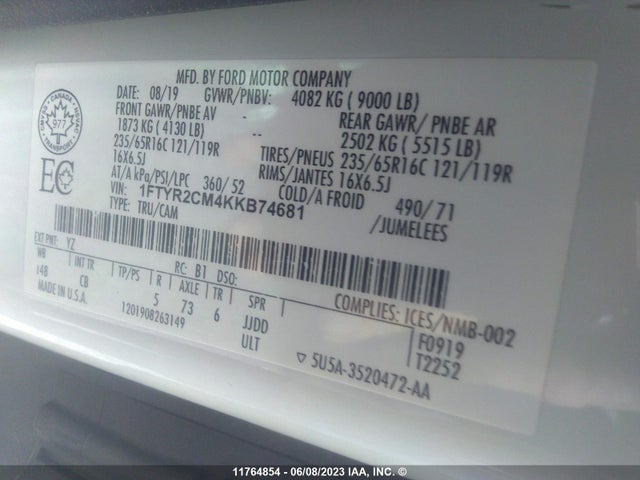 MFD. BY FORD MOTOR COMPANY
DATE: 08/19 GVWR/PNBV: 4082 KG ( 9000 LB)
FRONT GAWR/PNBE AV -- REAR GAWR/ PNBE AR
1873 KG ( 4130 LB) -- 2502 KG ( 5515 LB)
235/65R16C 121/119R TIRES/PNEUS 235/65R16C 121/119R
16X6.5J RIMS/JANTES 16X6.5J
AT/A kPa/PSI/LPC 360/ 52 COLD/A FROID 490/ 71
VIN: 1FTYR2CM4KKB74681 /JUMELEES
TYPE: TRU/CAM
CANADA
TRANSPORT
EC
EXT PNT: YZ RC: B1 DSO:
WB INT TR TP/PS R AXLE TR SPR
148 CB 5 73 6 JJDD
MADE IN U.S.A. ULT
1201908263149
COMPLIES: ICES/NMB-002
F0919
T2252
▽ 5U5A-3520472-AA
11764854 - 06/08/2023 IAA, INC. ©